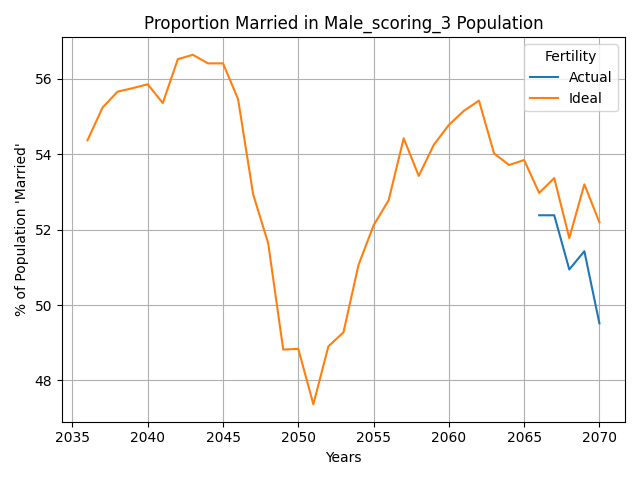 Proportion Married in Male_scoring_3 Population
Fertility
Actual
Ideal
% of Population 'Married'
56
54
52
50
48
2035 2040 2045 2050 2055 2060 2065 2070
Years